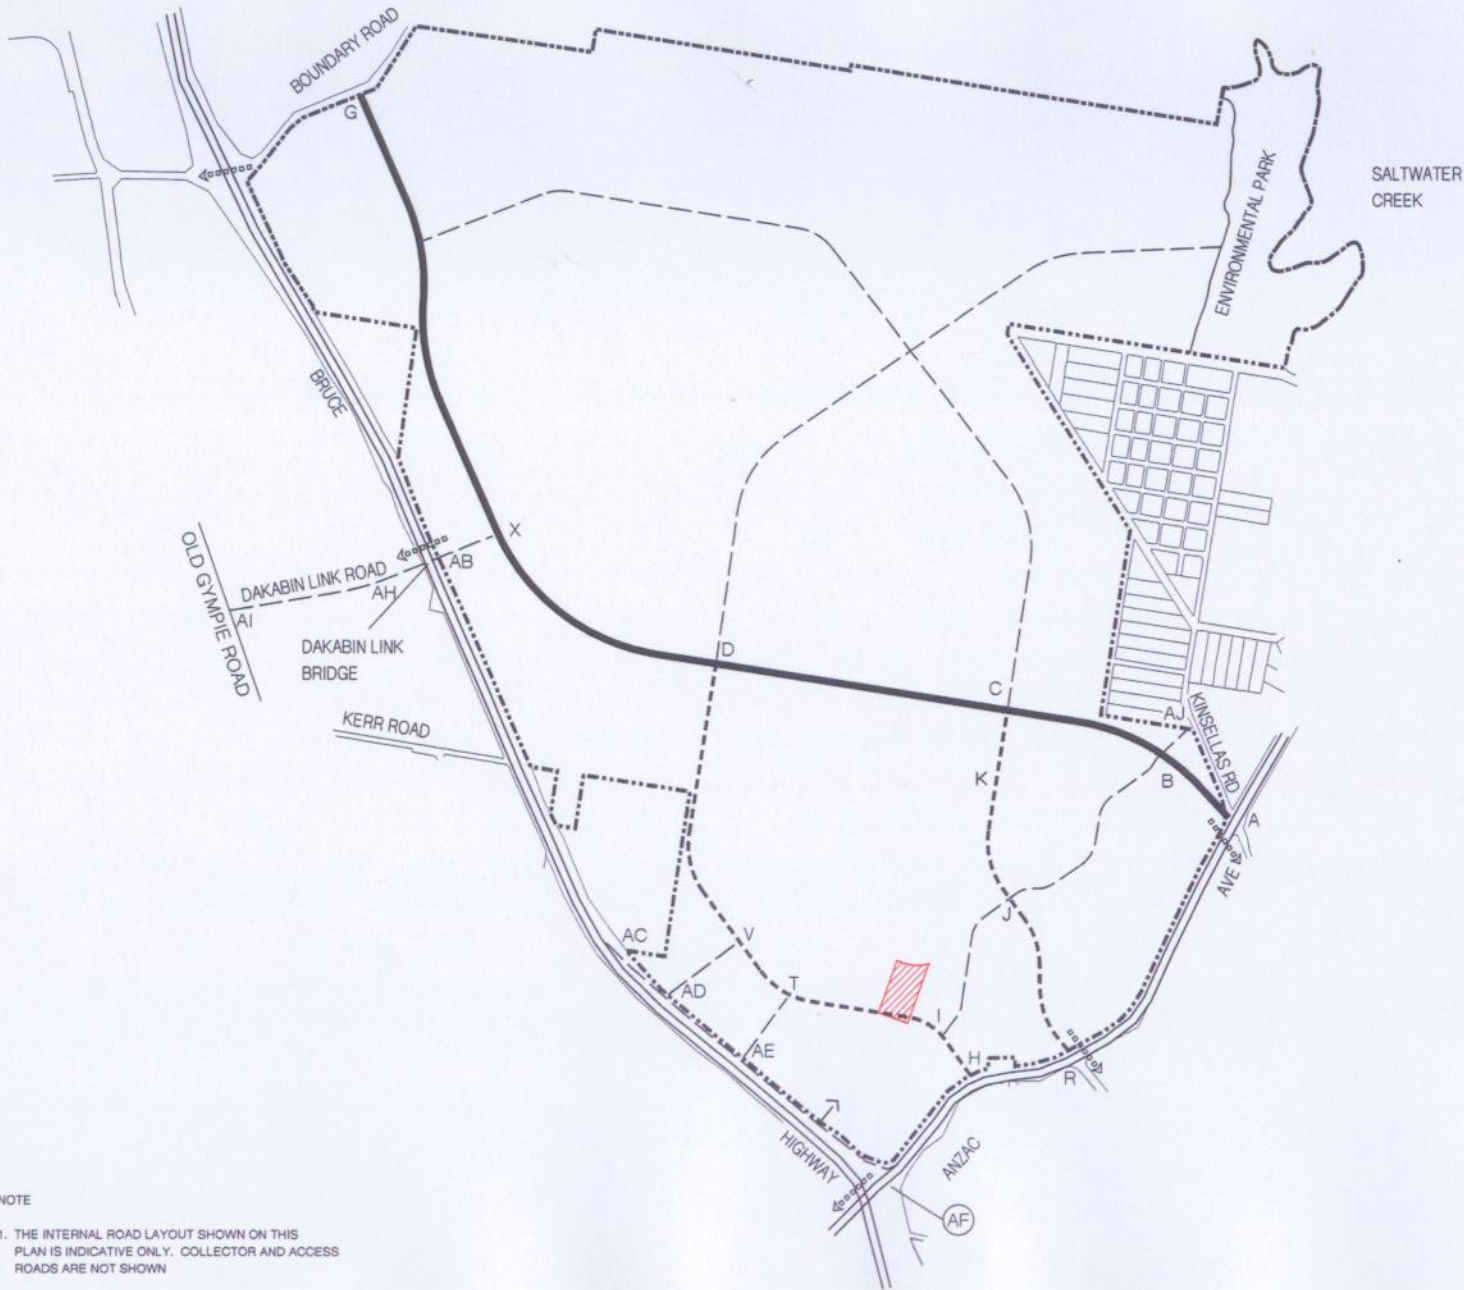 BOUNDARY ROAD
G
SALTWATER
CREEK
ENVIRONMENTAL PARK
BRUCE
X
OLD GYMPIE ROAD
DAKABIN LINK ROAD
AB
AH
AI
DAKABIN LINK
BRIDGE
D
C
KERR ROAD
AJ
KINSELLAS RD
K
B
A
AVE
J
AC
V
AD
T
I
AE
H
R
HIGHWAY
ANZAC
AF
NOTE
1. THE INTERNAL ROAD LAYOUT SHOWN ON THIS
PLAN IS INDICATIVE ONLY. COLLECTOR AND ACCESS
ROADS ARE NOT SHOWN